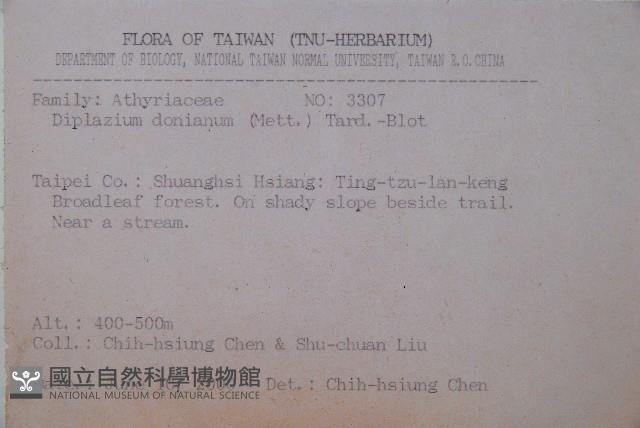 FLORA OF TAIWAN (TNU-HERBARIUM)
DEPARTMENT OF BIOLOGY, NATIONAL TAIWAN NORMAL UNIVERSITY, TAIWAN R.O.CHINA
Family: Athyriaceae NO: 3307
Diplazium donianum (Mett.) Tard.-Blot
Taipei Co.: Shuanghsi Hsiang: Ting-tzu-lan-keng
Broadleaf forest. On shady slope beside trail.
Near a stream.
Alt.: 400-500m
Coll.: Chih-hsiung Chen & Shu-chuan Liu
Det.: Chih-hsiung Chen
國立自然科學博物館
NATIONAL MUSEUM OF NATURAL SCIENCE